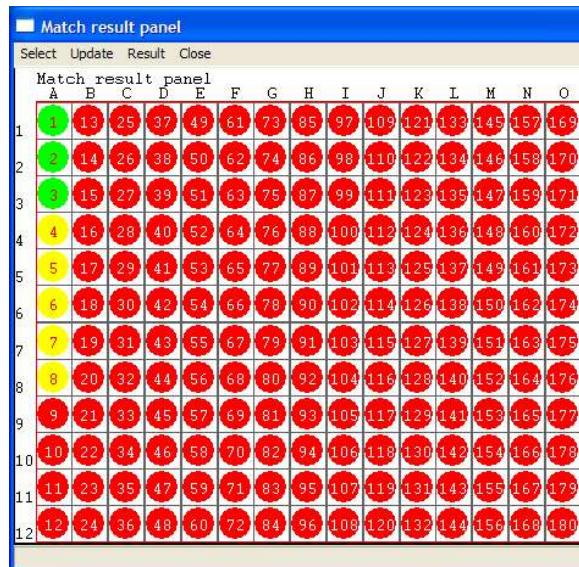 Match result panel
Select Update Result Close
Match result panel
A B C D E F G H I J K L M N O
1 1 13 25 37 49 61 73 85 97 109 121 133 145 157 169
2 2 14 26 38 50 62 74 86 98 110 122 134 146 158 170
3 3 15 27 39 51 63 75 87 99 111 123 135 147 159 171
4 4 16 28 40 52 64 76 88 100 112 124 136 148 160 172
5 5 17 29 41 53 65 77 89 101 113 125 137 149 161 173
6 6 18 30 42 54 66 78 90 102 114 126 138 150 162 174
7 7 19 31 43 55 67 79 91 103 115 127 139 151 163 175
8 8 20 32 44 56 68 80 92 104 116 128 140 152 164 176
9 9 21 33 45 57 69 81 93 105 117 129 141 153 165 177
10 10 22 34 46 58 70 82 94 106 118 130 142 154 166 178
11 11 23 35 47 59 71 83 95 107 119 131 143 155 167 179
12 12 24 36 48 60 72 84 96 108 120 132 144 156 168 180